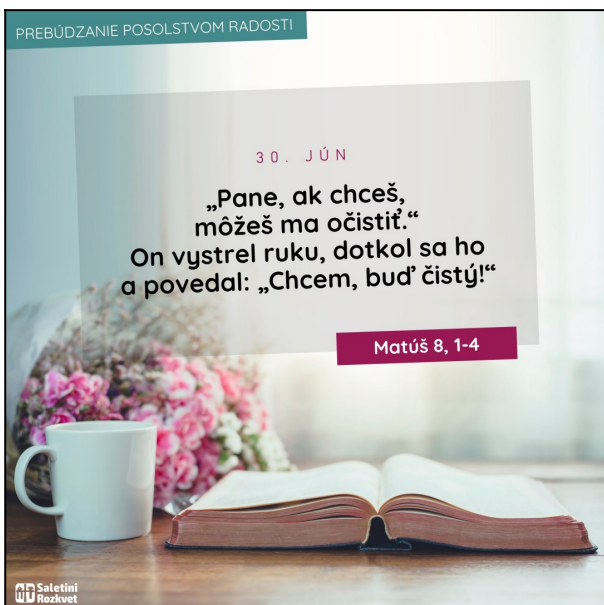 PREBÚDZANIE POSOLSTVOM RADOSTI
30. JÚN
„Pane, ak chceš,
môžeš ma očistiť.“
On vystrel ruku, dotkol sa ho
a povedal: „Chcem, buď čistý!“
Matúš 8, 1-4
Saletíni
Rozkvet